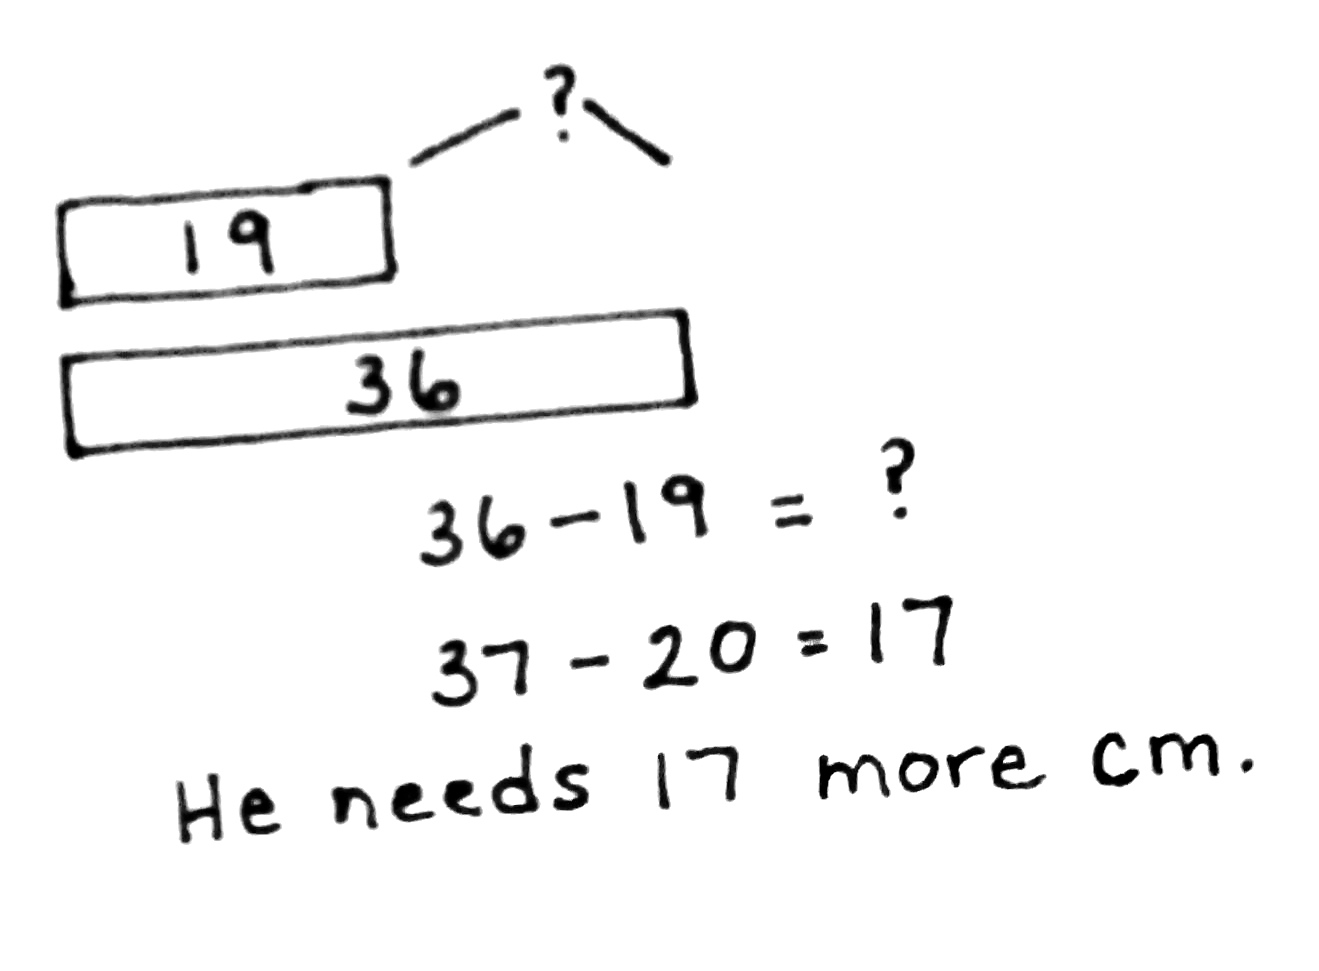 ?
19
36
36 - 19 = ?
37 - 20 = 17
He needs 17 more cm.